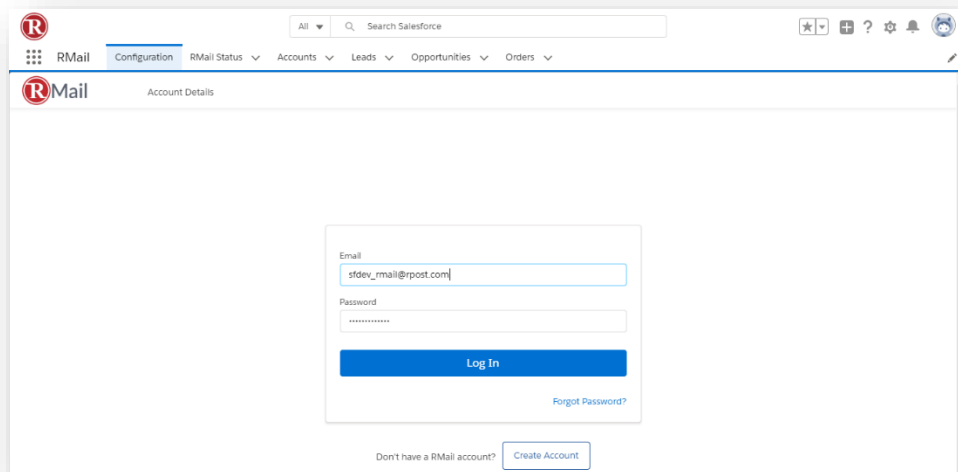 R
All Search Salesforce
RMail Configuration RMail Status Accounts Leads Opportunities Orders
RMail Account Details
Email
sfdev_rmail@rpost.com
Password
•••••••••••••
Log In
Forgot Password?
Don't have a RMail account? Create Account